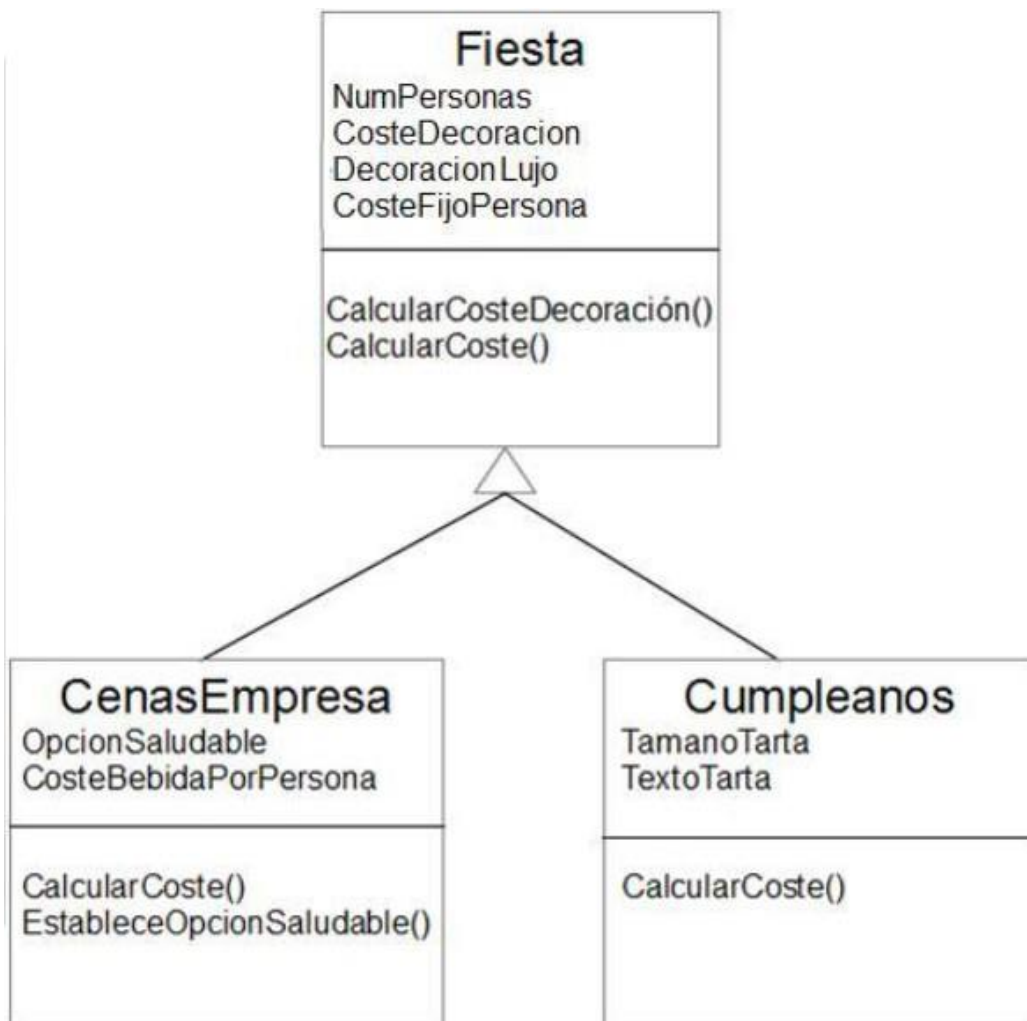 Fiesta
NumPersonas
CosteDecoracion
DecoracionLujo
CosteFijoPersona
CalcularCosteDecoración()
CalcularCoste()
CenasEmpresa
OpcionSaludable
CosteBebidaPorPersona
CalcularCoste()
EstableceOpcionSaludable()
Cumpleanos
TamanoTarta
TextoTarta
CalcularCoste()